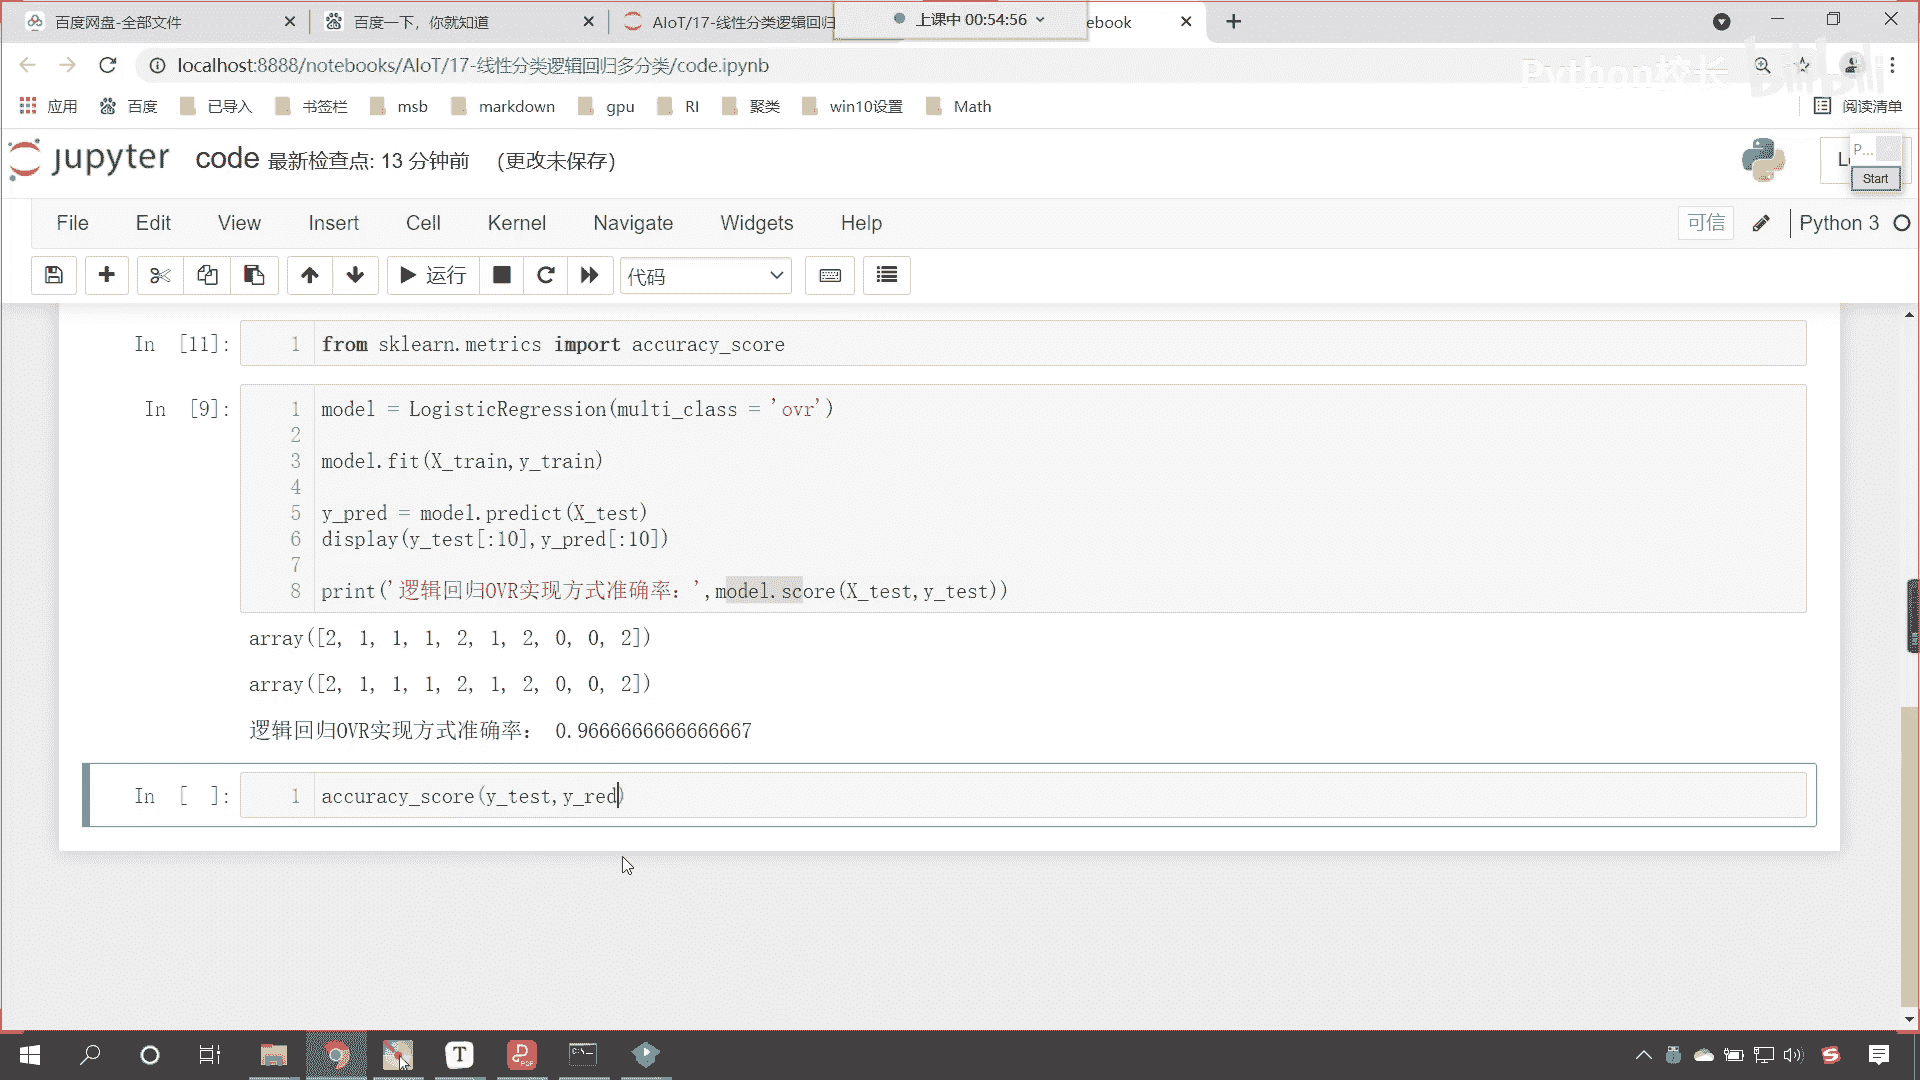 百度网盘-全部文件
百度一下，你就知道
AIoT/17-线性分类逻辑回归
上课中 00:54:56
ebook
localhost:8888/notebooks/AIoT/17-线性分类逻辑回归多分类/code.ipynb
Python校长
bilibili
应用 百度 已导入 书签栏 msb markdown gpu RI 聚类 win10设置 Math 阅读清单
jupyter code 最新检查点: 13 分钟前 (更改未保存)
P...
Start
File Edit View Insert Cell Kernel Navigate Widgets Help 可信 Python 3
运行 代码
In [11]: 1 from sklearn.metrics import accuracy_score
In [9]: 1 model = LogisticRegression(multi_class = 'ovr')
2
3 model.fit(X_train,y_train)
4
5 y_pred = model.predict(X_test)
6 display(y_test[:10],y_pred[:10])
7
8 print('逻辑回归OVR实现方式准确率：',model.score(X_test,y_test))
array([2, 1, 1, 1, 2, 1, 2, 0, 0, 2])
array([2, 1, 1, 1, 2, 1, 2, 0, 0, 2])
逻辑回归OVR实现方式准确率： 0.9666666666666667
In [ ]: 1 accuracy_score(y_test,y_red)